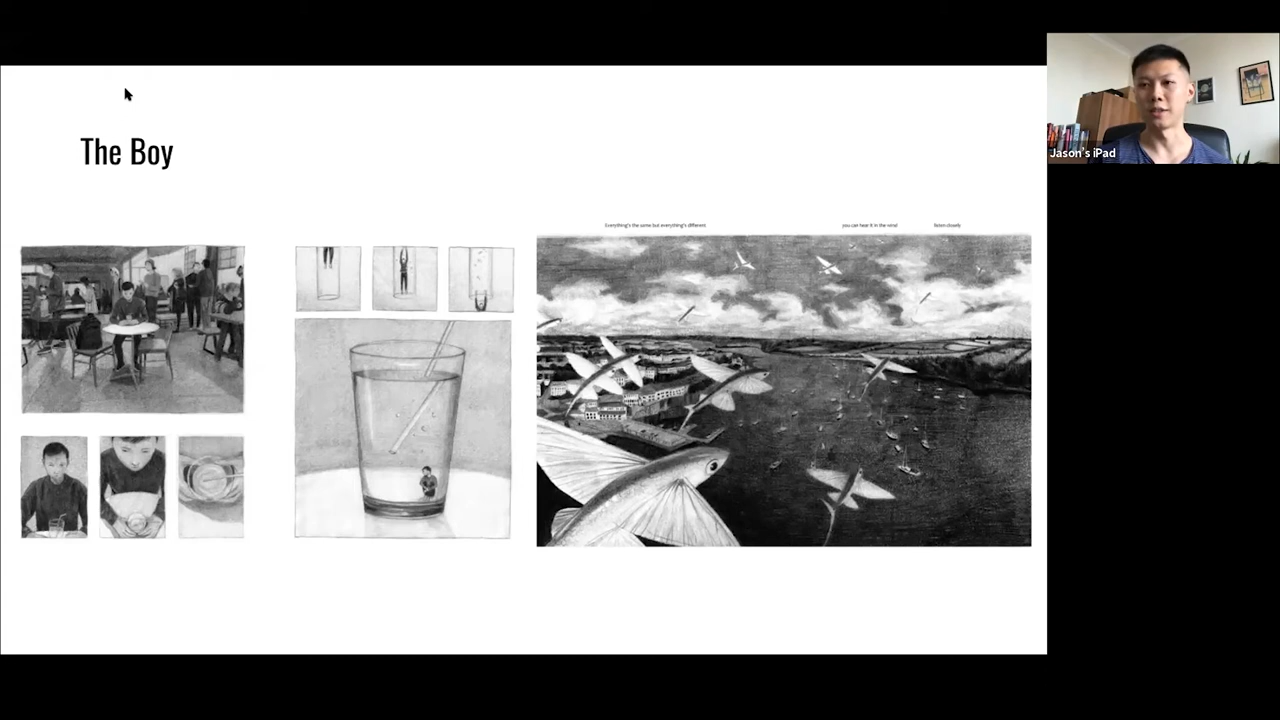 The Boy
Everything's the same but everything's different
you can hear it in the wind
listen closely
Jason's iPad